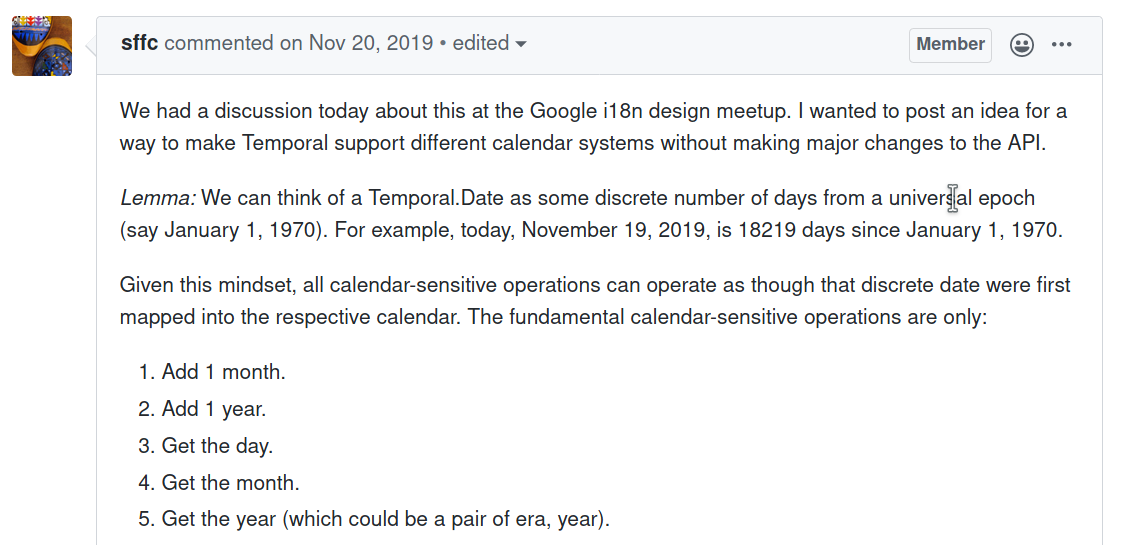 sffc commented on Nov 20, 2019 • edited
Member
We had a discussion today about this at the Google i18n design meetup. I wanted to post an idea for a
way to make Temporal support different calendar systems without making major changes to the API.
Lemma: We can think of a Temporal.Date as some discrete number of days from a universal epoch
(say January 1, 1970). For example, today, November 19, 2019, is 18219 days since January 1, 1970.
Given this mindset, all calendar-sensitive operations can operate as though that discrete date were first
mapped into the respective calendar. The fundamental calendar-sensitive operations are only:
1. Add 1 month.
2. Add 1 year.
3. Get the day.
4. Get the month.
5. Get the year (which could be a pair of era, year).